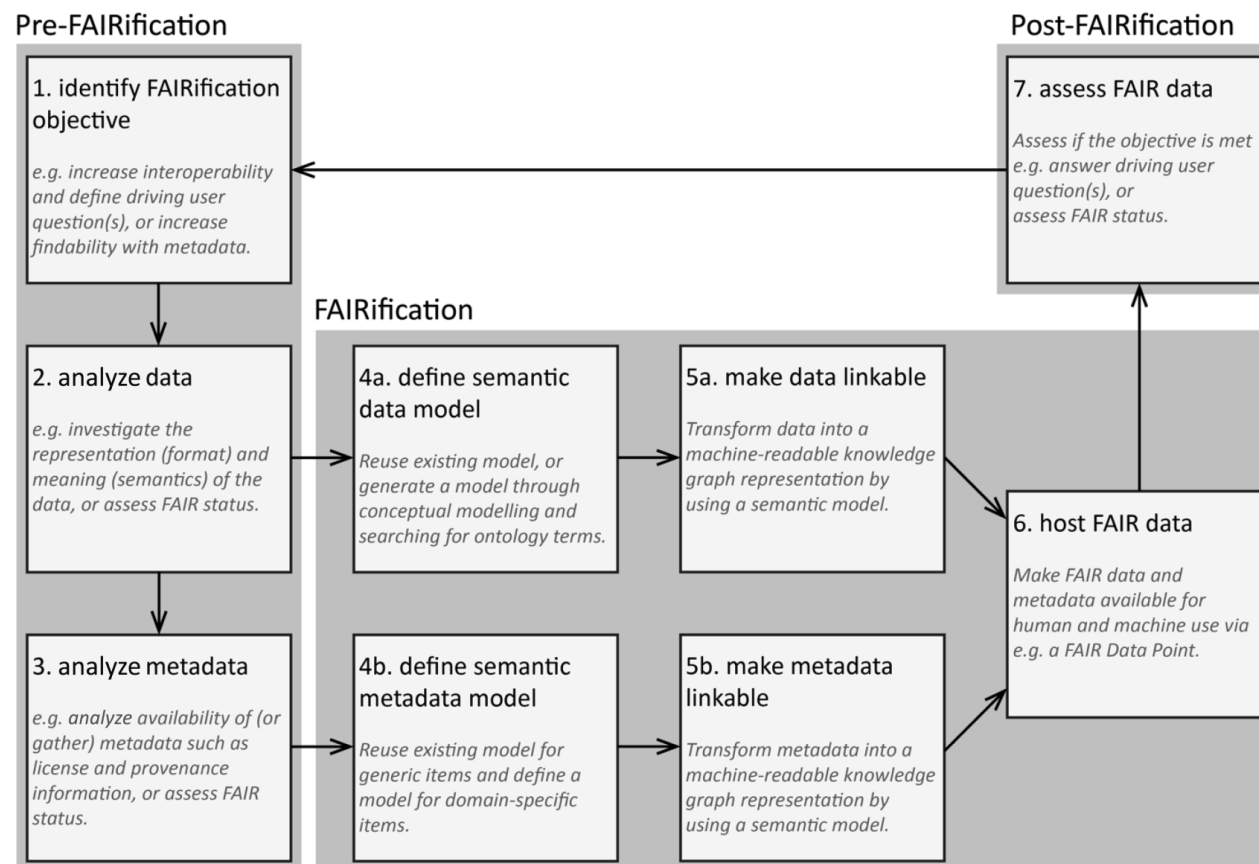 Pre-FAIRification
1. identify FAIRification
objective
e.g. increase interoperability
and define driving user
question(s), or increase
findability with metadata.
2. analyze data
e.g. investigate the
representation (format) and
meaning (semantics) of the
data, or assess FAIR status.
3. analyze metadata
e.g. analyze availability of (or
gather) metadata such as
license and provenance
information, or assess FAIR
status.
FAIRification
4a. define semantic
data model
Reuse existing model, or
generate a model through
conceptual modelling and
searching for ontology terms.
5a. make data linkable
Transform data into a
machine-readable knowledge
graph representation by
using a semantic model.
4b. define semantic
metadata model
Reuse existing model for
generic items and define a
model for domain-specific
items.
5b. make metadata
linkable
Transform metadata into a
machine-readable knowledge
graph representation by
using a semantic model.
6. host FAIR data
Make FAIR data and
metadata available for
human and machine use via
e.g. a FAIR Data Point.
Post-FAIRification
7. assess FAIR data
Assess if the objective is met
e.g. answer driving user
question(s), or
assess FAIR status.